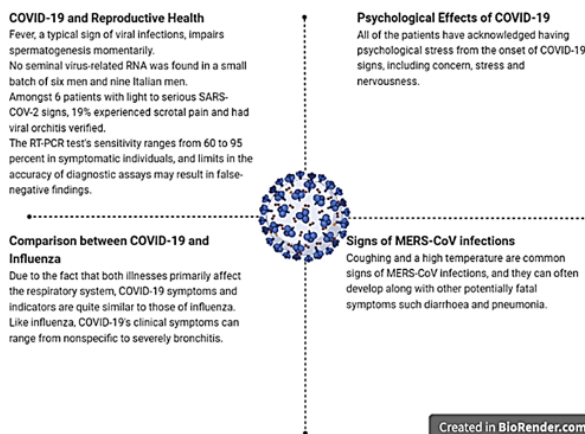 COVID-19 and Reproductive Health
Fever, a typical sign of viral infections, impairs
spermatogenesis momentarily.
No seminal virus-related RNA was found in a small
batch of six men and nine Italian men.
Amongst 6 patients with light to serious SARS-
COV-2 signs, 19% experienced scrotal pain and had
viral orchitis verified.
The RT-PCR test's sensitivity ranges from 60 to 95
percent in symptomatic individuals, and limits in the
accuracy of diagnostic assays may result in false-
negative findings.
Psychological Effects of COVID-19
All of the patients have acknowledged having
psychological stress from the onset of COVID-19
signs, including concern, stress and
nervousness.
Comparison between COVID-19 and
Influenza
Due to the fact that both illnesses primarily affect
the respiratory system, COVID-19 symptoms and
indicators are quite similar to those of influenza.
Like influenza, COVID-19's clinical symptoms can
range from nonspecific to severely bronchitis.
Signs of MERS-CoV infections
Coughing and a high temperature are common
signs of MERS-CoV infections, and they can often
develop along with other potentially fatal
symptoms such diarrhoea and pneumonia.
Created in BioRender.com